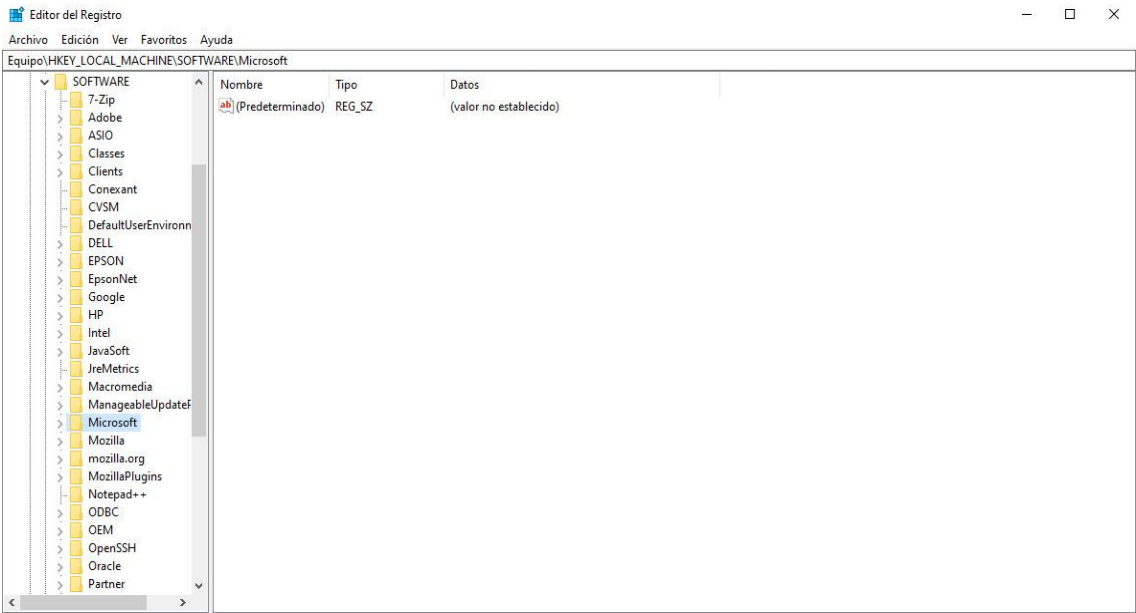 Editor del Registro
Archivo Edición Ver Favoritos Ayuda
Equipo\HKEY_LOCAL_MACHINE\SOFTWARE\Microsoft
SOFTWARE
7-Zip
Adobe
ASIO
Classes
Clients
Conexant
CVSM
DefaultUserEnvironn
DELL
EPSON
EpsonNet
Google
HP
Intel
JavaSoft
JreMetrics
Macromedia
ManageableUpdateF
Microsoft
Mozilla
mozilla.org
MozillaPlugins
Notepad++
ODBC
OEM
OpenSSH
Oracle
Partner
Nombre Tipo Datos
ab (Predeterminado) REG_SZ (valor no establecido)